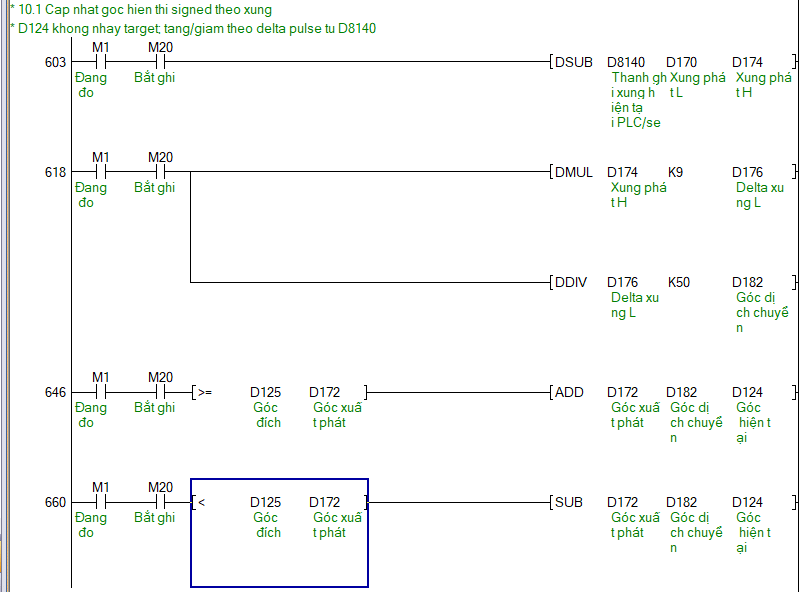 * 10.1 Cap nhat goc hien thi signed theo xung
* D124 khong nhay target; tang/giam theo delta pulse tu D8140
M1 M20
603 DSUB D8140 D170 D174
Đang Bắt ghi Thanh gh Xung phá Xung phá
đo i xung h t L t H
iện tạ
i PLC/se
M1 M20
618 DMUL D174 K9 D176
Đang Bắt ghi Xung phá Delta xu
đo t H ng L
DDIV D176 K50 D182
Delta xu Góc dị
ng L ch chuyể
n
M1 M20
646 >= D125 D172 ADD D172 D182 D124
Đang Bắt ghi Góc Góc xuấ Góc xuấ Góc dị Góc
đo đích t phát t phát ch chuyể hiện t
n ại
M1 M20
660 < D125 D172 SUB D172 D182 D124
Đang Bắt ghi Góc Góc xuấ Góc xuấ Góc dị Góc
đo đích t phát t phát ch chuyể hiện t
n ại